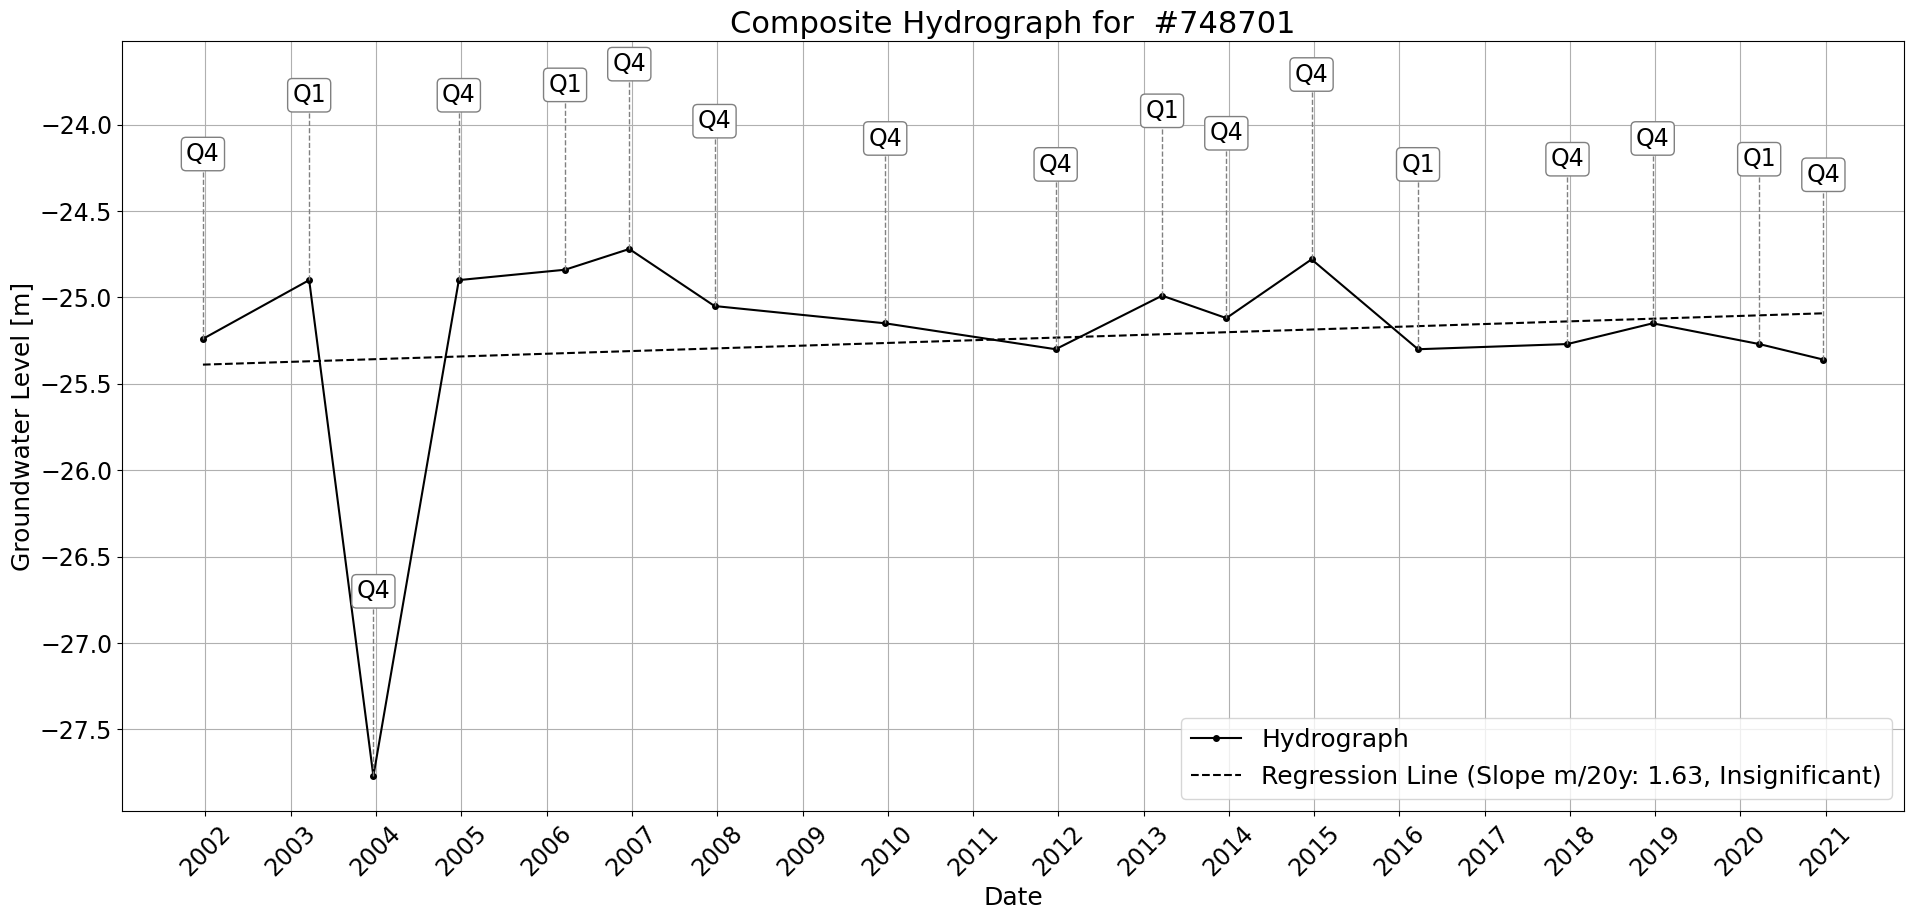 Composite Hydrograph for  #748701
Q4
Q1
Q4
Q4
Q1
Q4
Q4
Q4
Q4
Q1
Q4
Q4
Q1
Q4
Q4
Q1
Q4
−24.0
−24.5
−25.0
−25.5
−26.0
−26.5
−27.0
−27.5
Groundwater Level [m]
Hydrograph
Regression Line (Slope m/20y: 1.63, Insignificant)
2002
2003
2004
2005
2006
2007
2008
2009
2010
2011
2012
2013
2014
2015
2016
2017
2018
2019
2020
2021
Date